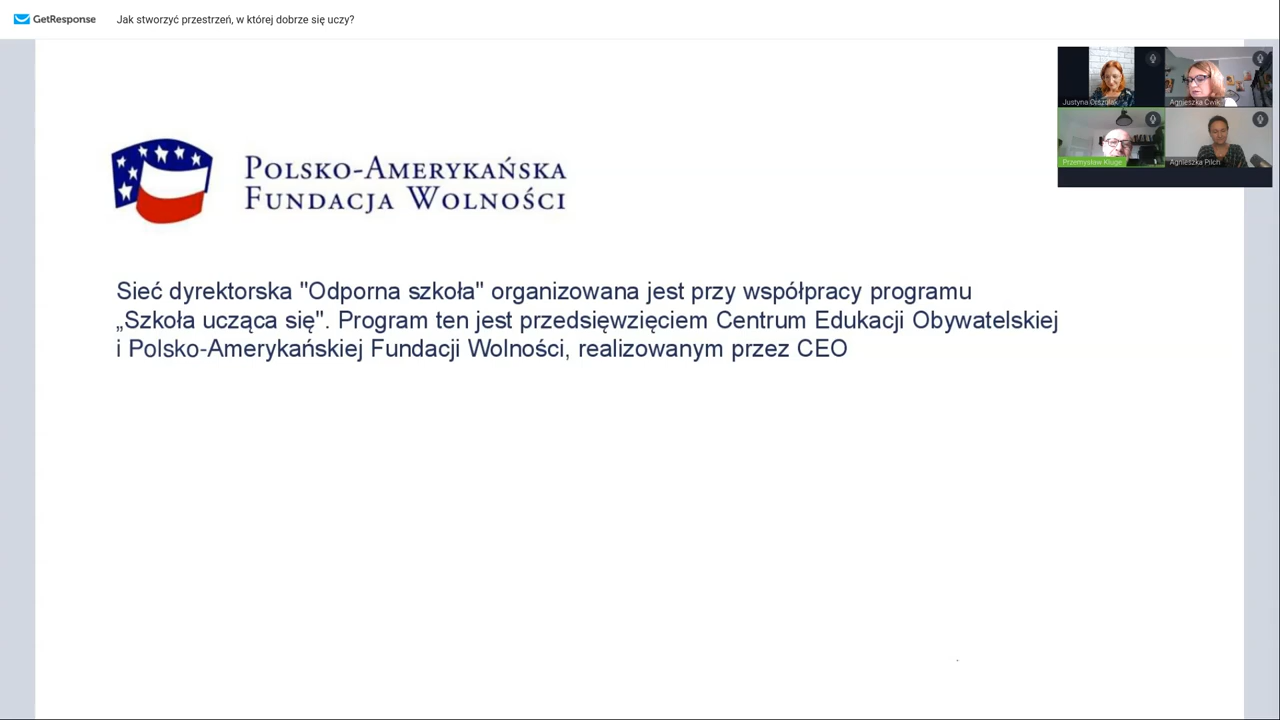 GetResponse
Jak stworzyć przestrzeń, w której dobrze się uczy?
Polsko-Amerykańska
Fundacja Wolności
Sieć dyrektorska "Odporna szkoła" organizowana jest przy współpracy programu
„Szkoła ucząca się". Program ten jest przedsięwzięciem Centrum Edukacji Obywatelskiej
i Polsko-Amerykańskiej Fundacji Wolności, realizowanym przez CEO
Justyna
Agnieszka Ćwik
Przemysław Kluge
Agnieszka Pilch